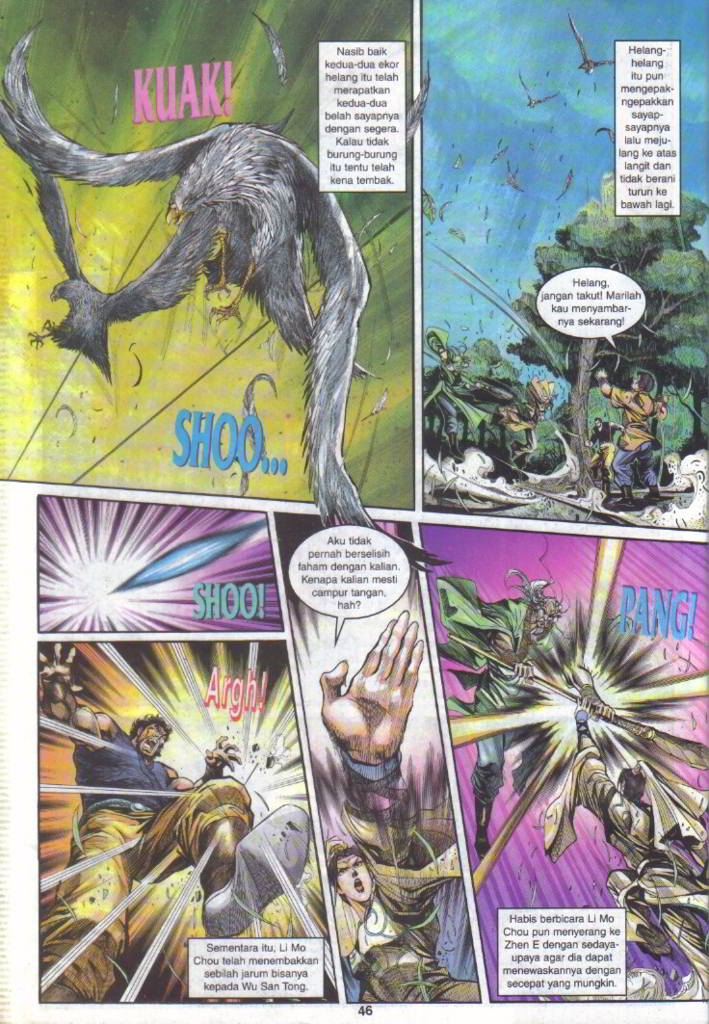 KUAK!
Nasib baik
kedua-dua ekor
helang itu telah
merapatkan
kedua-dua
belah sayapnya
dengan segera.
Kalau tidak
burung-burung
itu tentu telah
kena tembak.
SHOO...
Helang-
helang
itu pun
mengepak-
ngepakkan
sayap-
sayapnya
lalu meju-
lang ke atas
langit dan
tidak berani
turun ke
bawah lagi.
Helang,
jangan takut! Marilah
kau menyambar-
nya sekarang!
SHOO!
Argh!
Sementara itu, Li Mo
Chou telah menembakkan
sebilah jarum bisanya
kepada Wu San Tong.
Aku tidak
pernah berselisih
faham dengan kalian.
Kenapa kalian mesti
campur tangan,
hah?
PANG!
Habis berbicara Li Mo
Chou pun menyerang ke
Zhen E dengan sedaya-
upaya agar dia dapat
menewaskannya dengan
secepat yang mungkin.
46